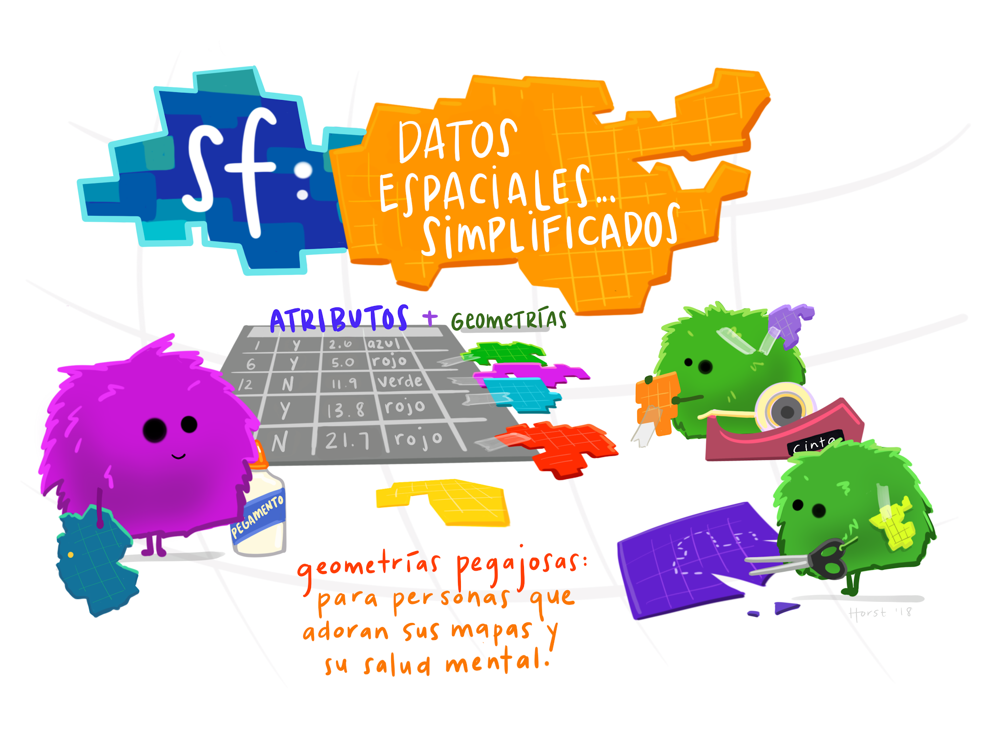 sf:
DATOS
ESPACIALES...
SIMPLIFICADOS
ATRIBUTOS + GEOMETRÍAS
1 Y 2.6 azul
6 Y 5.0 rojo
12 N 11.9 verde
Y 13.8 rojo
N 21.7 rojo
cinta
PEGAMENTO
geometrías pegajosas:
para personas que
adoran sus mapas y
su salud mental.
Horst '18